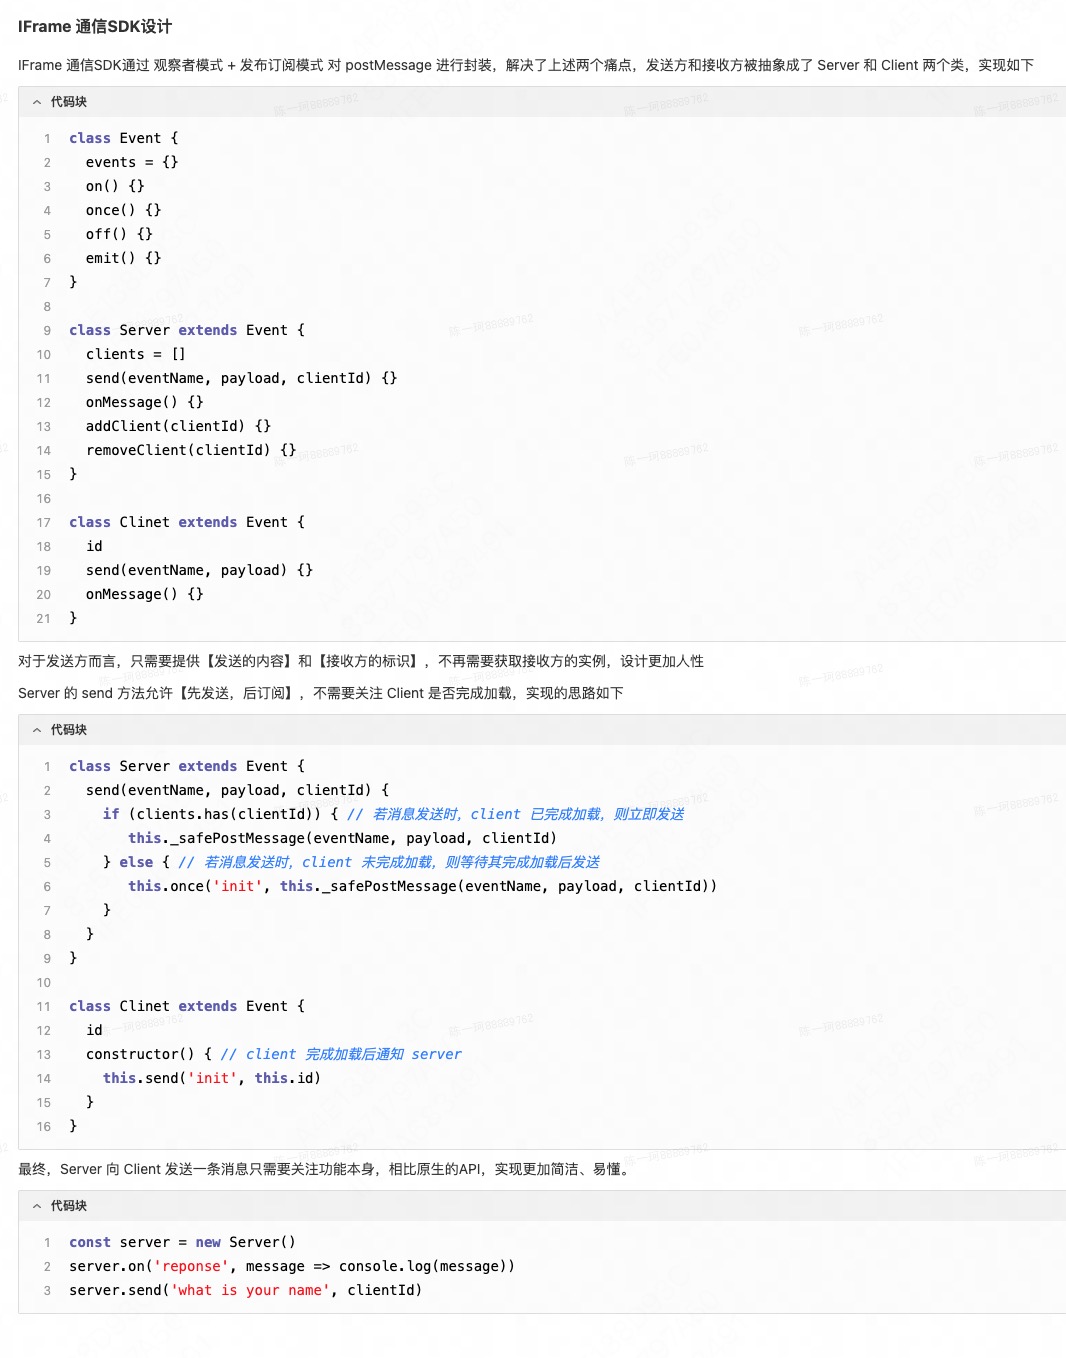 IFrame 通信SDK设计
IFrame 通信SDK通过 观察者模式 + 发布订阅模式 对 postMessage 进行封装，解决了上述两个痛点，发送方和接收方被抽象成了 Server 和 Client 两个类，实现如下
代码块
1 class Event {
2 events = {}
3 on() {}
4 once() {}
5 off() {}
6 emit() {}
7 }
8
9 class Server extends Event {
10 clients = []
11 send(eventName, payload, clientId) {}
12 onMessage() {}
13 addClient(clientId) {}
14 removeClient(clientId) {}
15 }
16
17 class Clinet extends Event {
18 id
19 send(eventName, payload) {}
20 onMessage() {}
21 }
对于发送方而言，只需要提供【发送的内容】和【接收方的标识】，不再需要获取接收方的实例，设计更加人性
Server 的 send 方法允许【先发送，后订阅】，不需要关注 Client 是否完成加载，实现的思路如下
代码块
1 class Server extends Event {
2 send(eventName, payload, clientId) {
3 if (clients.has(clientId)) { // 若消息发送时，client 已完成加载，则立即发送
4 this._safePostMessage(eventName, payload, clientId)
5 } else { // 若消息发送时，client 未完成加载，则等待其完成加载后发送
6 this.once('init', this._safePostMessage(eventName, payload, clientId))
7 }
8 }
9 }
10
11 class Clinet extends Event {
12 id
13 constructor() { // client 完成加载后通知 server
14 this.send('init', this.id)
15 }
16 }
最终，Server 向 Client 发送一条消息只需要关注功能本身，相比原生的API，实现更加简洁、易懂。
代码块
1 const server = new Server()
2 server.on('reponse', message => console.log(message))
3 server.send('what is your name', clientId)